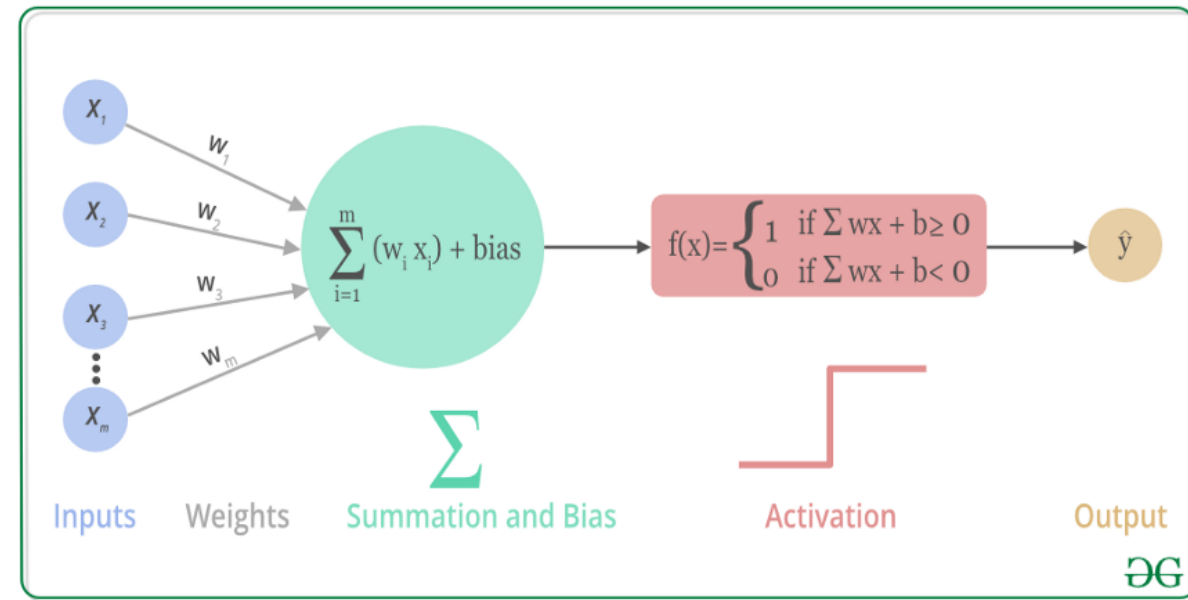 X₁
X₂
X₃
Xₘ
W₁
W₂
W₃
Wₘ
m
∑ (wᵢ xᵢ) + bias
i=1
f(x)= { 1 if ∑ wx + b ≥ 0
0 if ∑ wx + b < 0
ŷ
∑
Inputs Weights Summation and Bias Activation Output